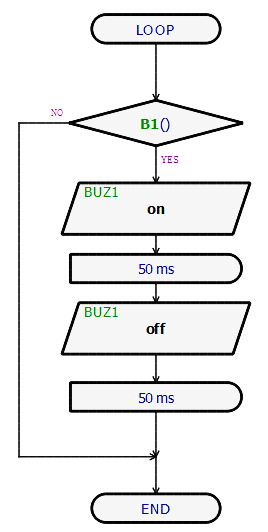 LOOP
NO
B1()
YES
BUZ1
on
50 ms
BUZ1
off
50 ms
END